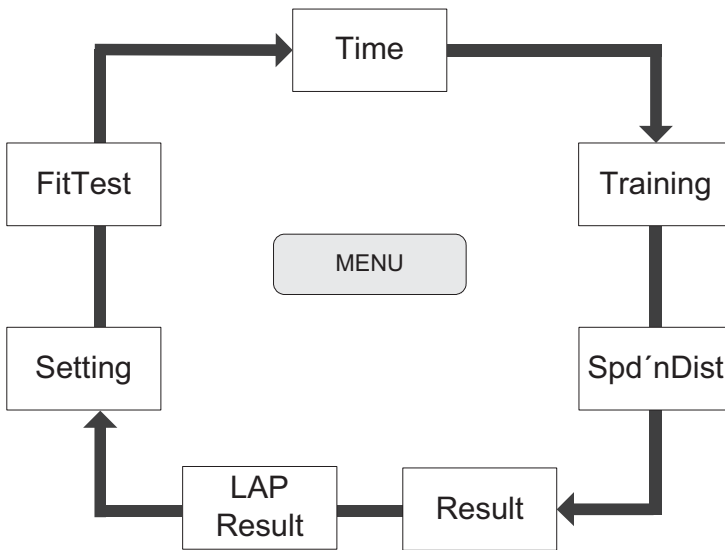 Time
FitTest
Training
MENU
Setting
Spd´nDist
LAP
Result
Result